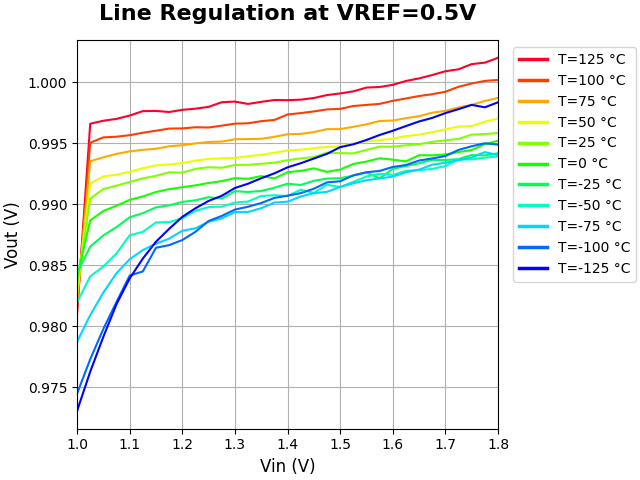 Line Regulation at VREF=0.5V
Vout (V)
1.000
0.995
0.990
0.985
0.980
0.975
1.0 1.1 1.2 1.3 1.4 1.5 1.6 1.7 1.8
Vin (V)
T=125 °C
T=100 °C
T=75 °C
T=50 °C
T=25 °C
T=0 °C
T=-25 °C
T=-50 °C
T=-75 °C
T=-100 °C
T=-125 °C